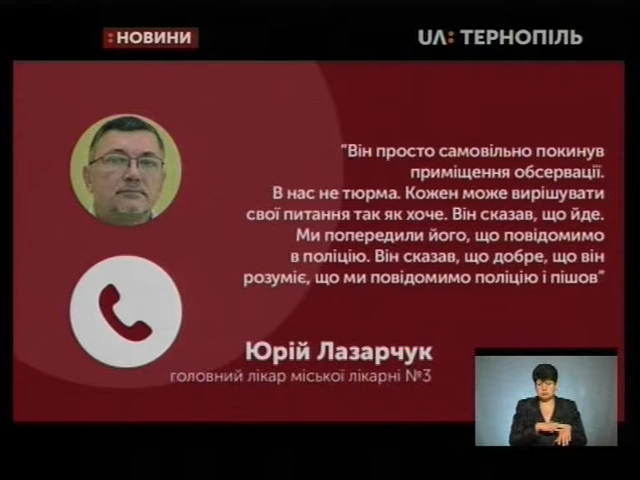 :НОВИНИ
UA: ТЕРНОПІЛЬ
"Він просто самовільно покинув
приміщення обсервації.
В нас не тюрма. Кожен може вирішувати
свої питання так як хоче. Він сказав, що йде.
Ми попередили його, що повідомимо
в поліцію. Він сказав, що добре, що він
розуміє, що ми повідомимо поліцію і пішов"
Юрій Лазарчук
головний лікар міської лікарні №3